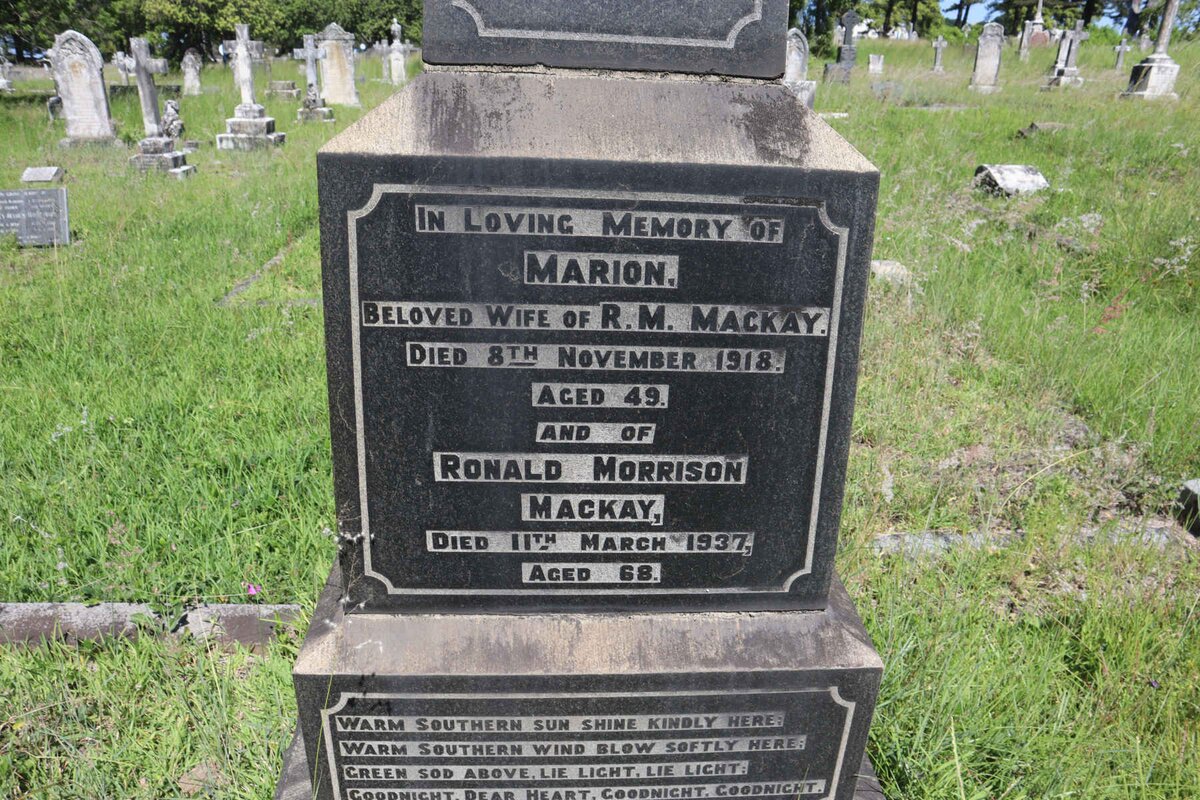 IN LOVING MEMORY OF
MARION,
BELOVED WIFE OF R.M. MACKAY.
DIED 8TH NOVEMBER 1918.
AGED 49.
AND OF
RONALD MORRISON
MACKAY,
DIED 11TH MARCH 1937,
AGED 68.
WARM SOUTHERN SUN SHINE KINDLY HERE;
WARM SOUTHERN WIND BLOW SOFTLY HERE;
GREEN SOD ABOVE, LIE LIGHT, LIE LIGHT;
GOODNIGHT, DEAR HEART, GOODNIGHT, GOODNIGHT.